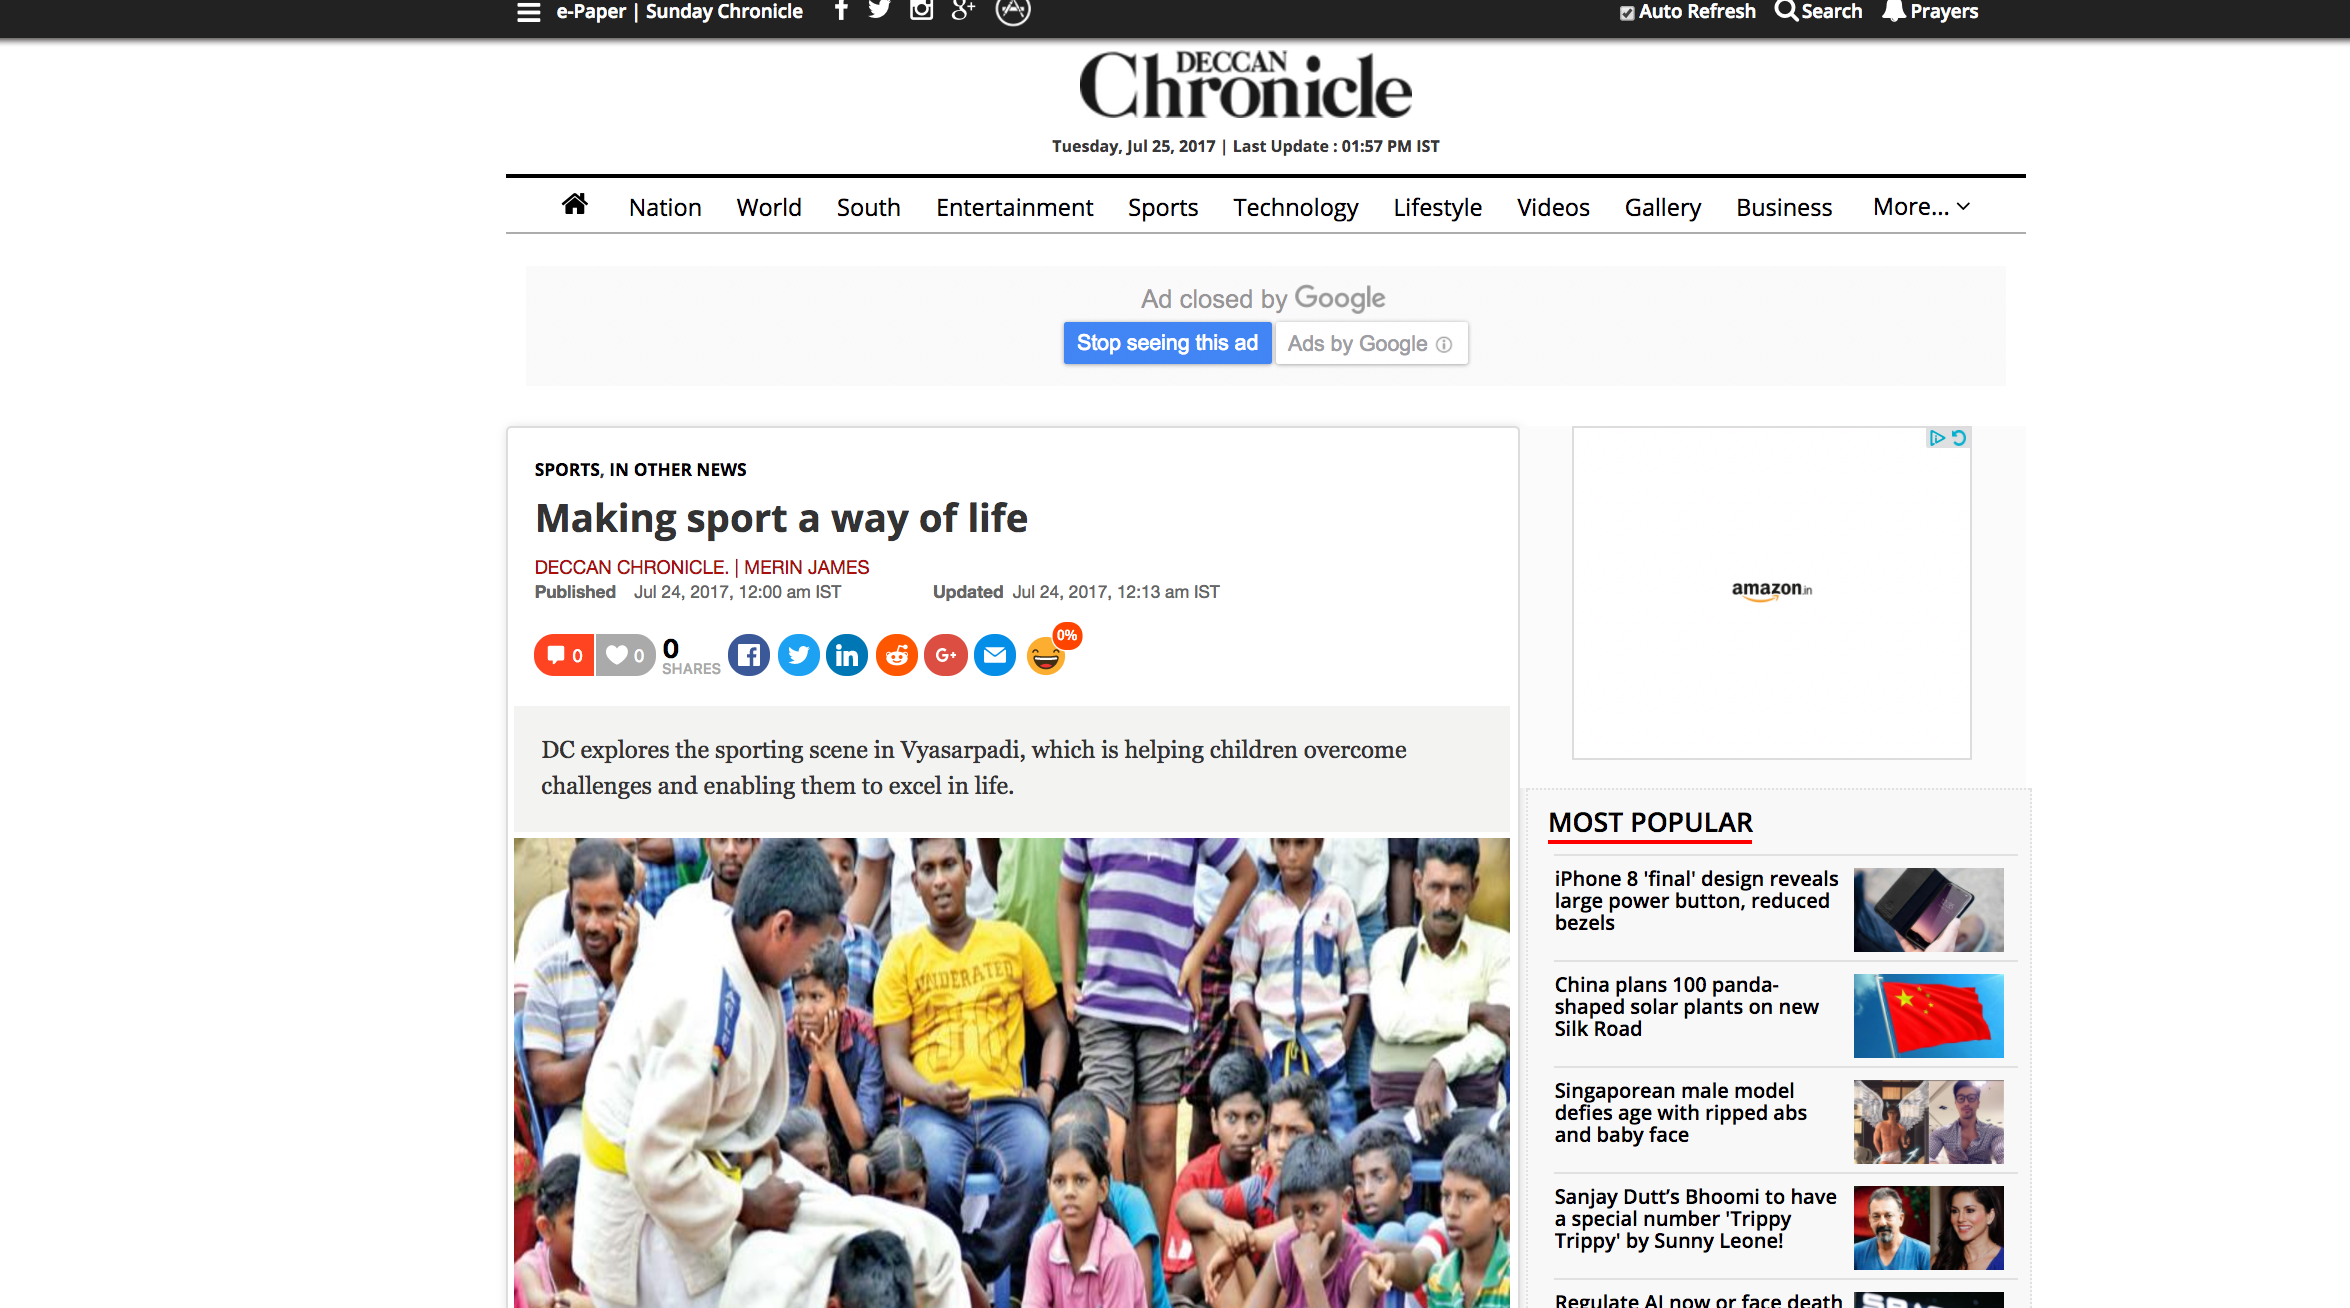 e-Paper | Sunday Chronicle
Auto Refresh Search Prayers
DECCAN
Chronicle
Tuesday, Jul 25, 2017 | Last Update : 01:57 PM IST
Nation World South Entertainment Sports Technology Lifestyle Videos Gallery Business More...
Ad closed by Google
Stop seeing this ad Ads by Google
SPORTS, IN OTHER NEWS
Making sport a way of life
DECCAN CHRONICLE. | MERIN JAMES
Published Jul 24, 2017, 12:00 am IST Updated Jul 24, 2017, 12:13 am IST
0 0 0
SHARES
G+
0%
DC explores the sporting scene in Vyasarpadi, which is helping children overcome
challenges and enabling them to excel in life.
UNDERATED
amazon.in
MOST POPULAR
iPhone 8 'final' design reveals
large power button, reduced
bezels
China plans 100 panda-
shaped solar plants on new
Silk Road
Singaporean male model
defies age with ripped abs
and baby face
Sanjay Dutt’s Bhoomi to have
a special number 'Trippy
Trippy' by Sunny Leone!
Regulate AI now or face death